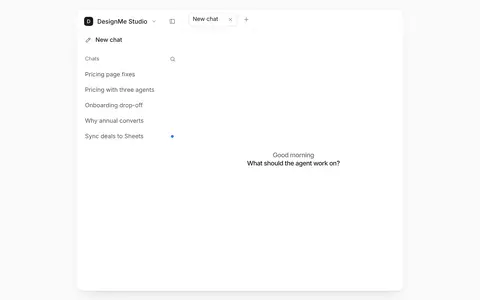 D DesignMe Studio
New chat
New chat
Chats
Pricing page fixes
Pricing with three agents
Onboarding drop-off
Why annual converts
Sync deals to Sheets
Good morning
What should the agent work on?